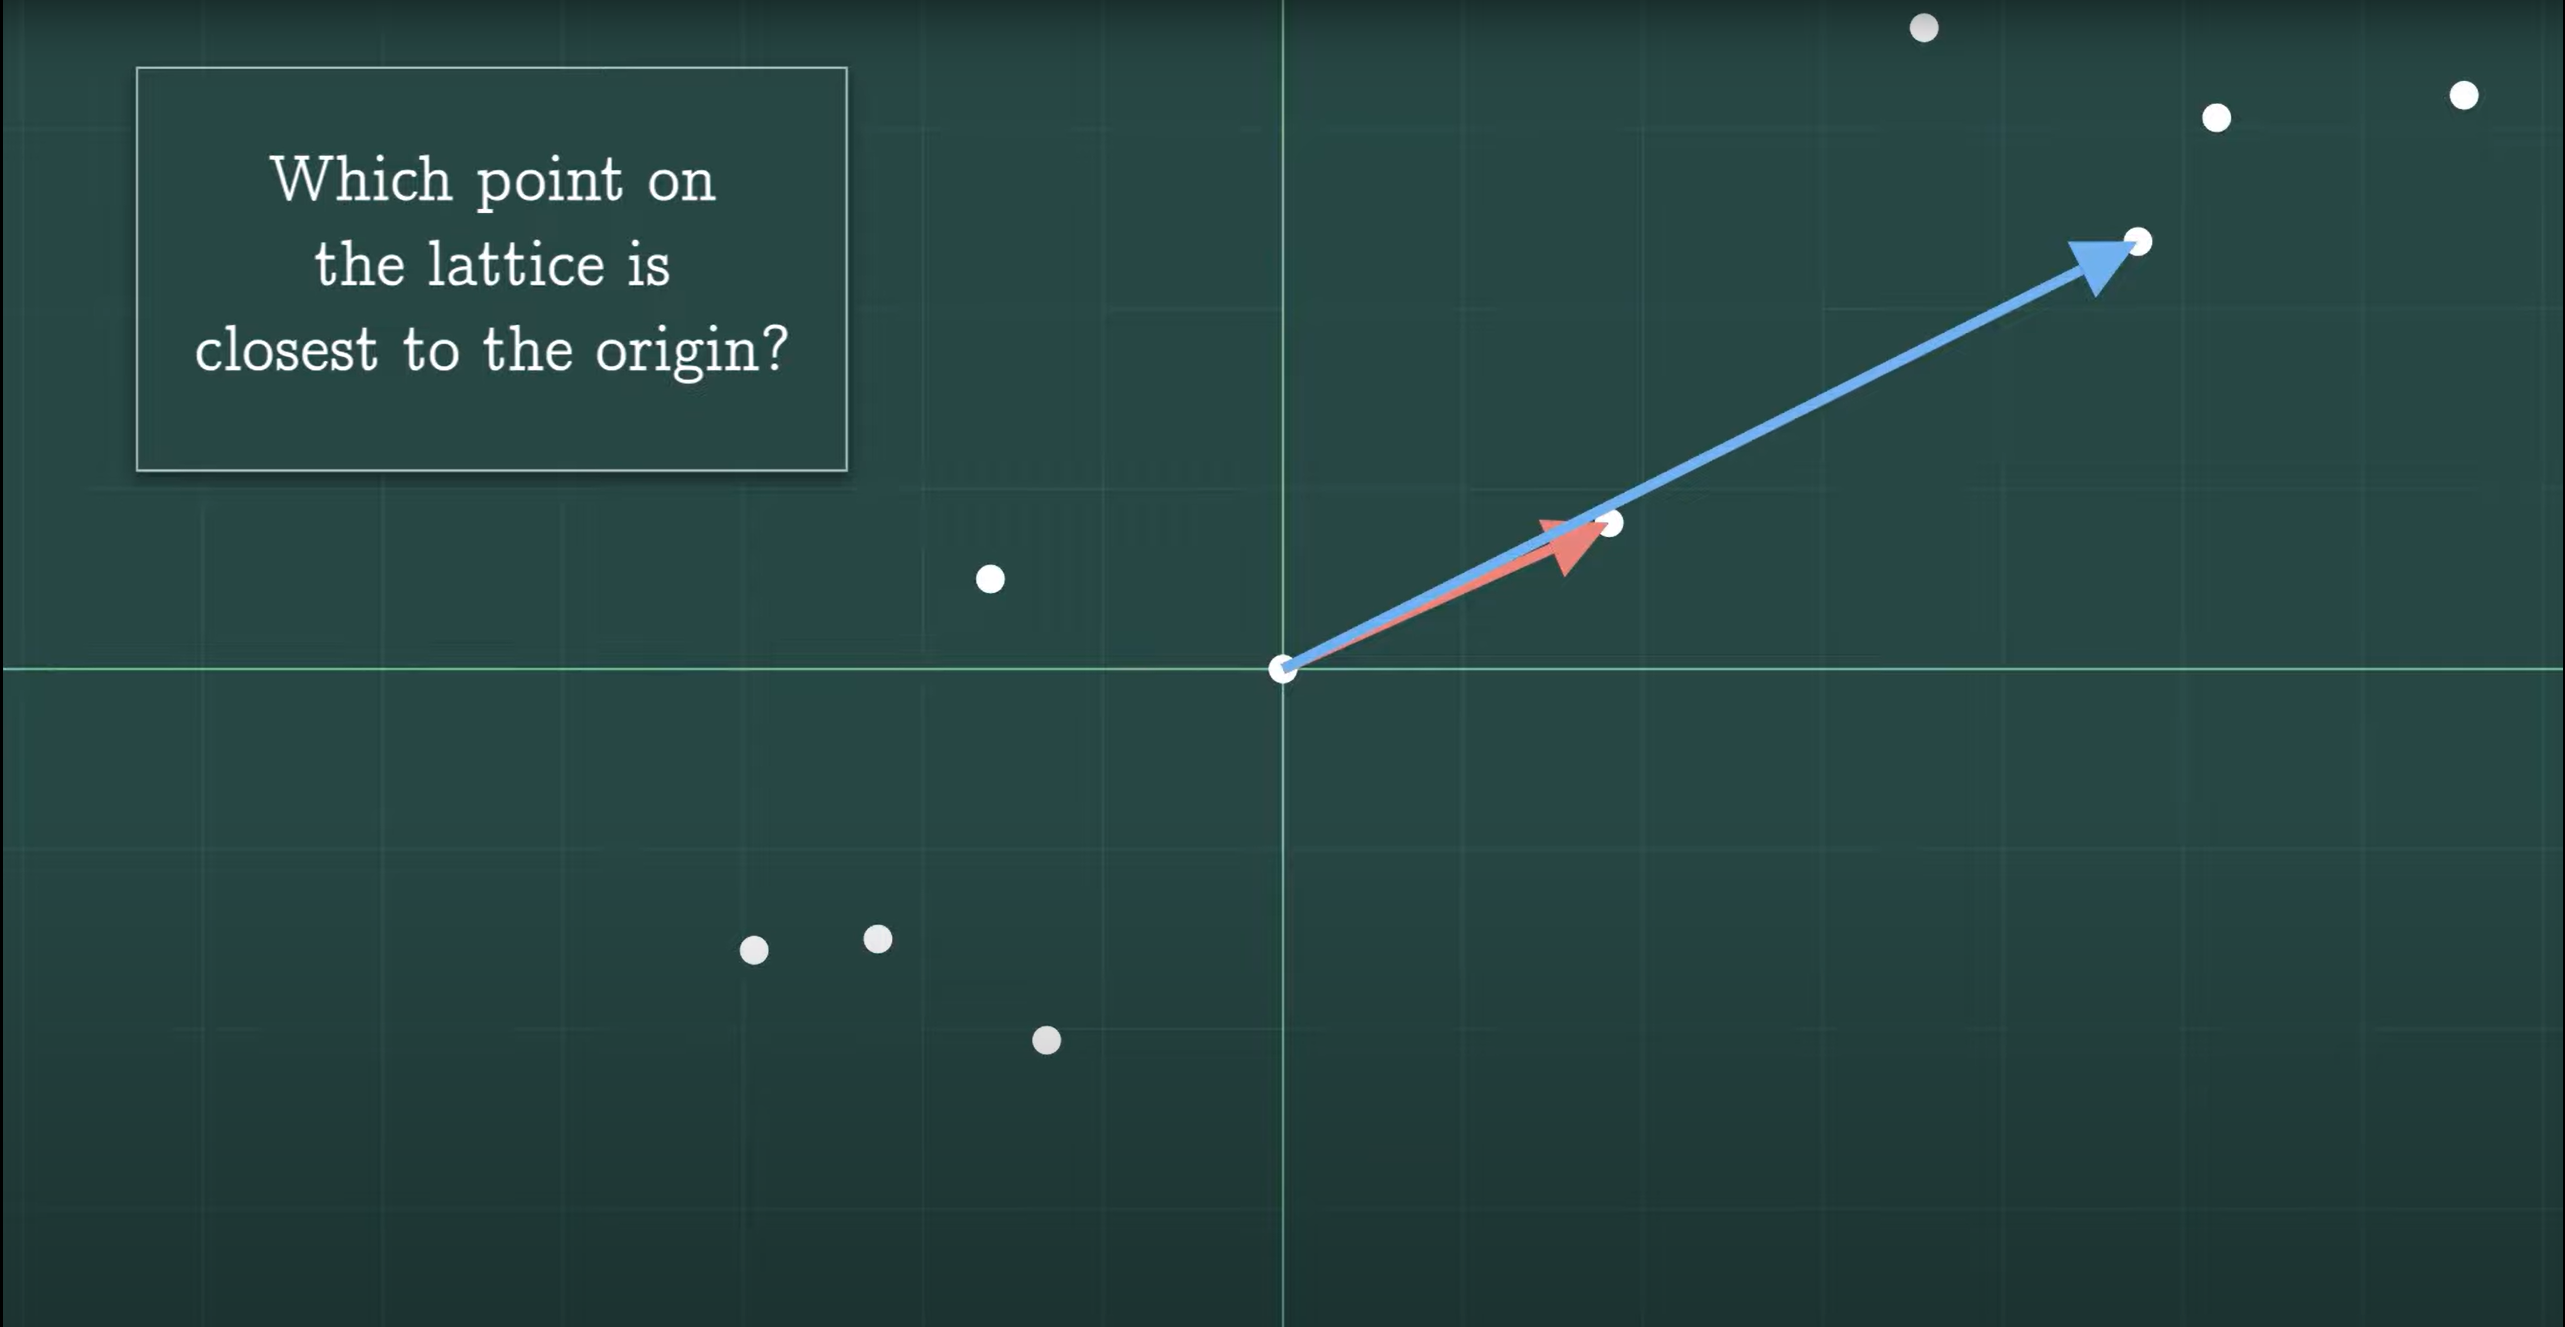 Which point on
the lattice is
closest to the origin?